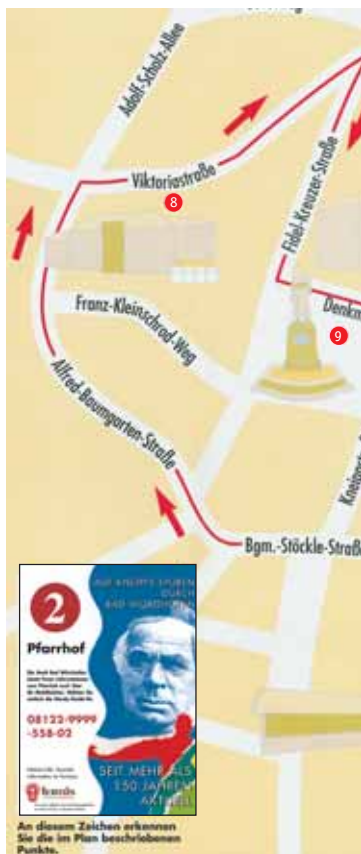 Adolf-Scholz-Allee
Viktoriastraße
8
Fidel-Kreuzer-Straße
Franz-Kleinschrod-Weg
Denkm
9
Alfred-Baumgarten-Straße
Bgm.-Stöckle-Straß
AUF KNEIPPS SPUREN
DURCH
BAD WÖRISHOFEN
2
Pfarrhof
08122-9999
-558-02
SEIT MEHR ALS
150 JAHREN
AKTUELL
An diesem Zeichen erkennen
Sie die im Plan beschriebenen
Punkte.